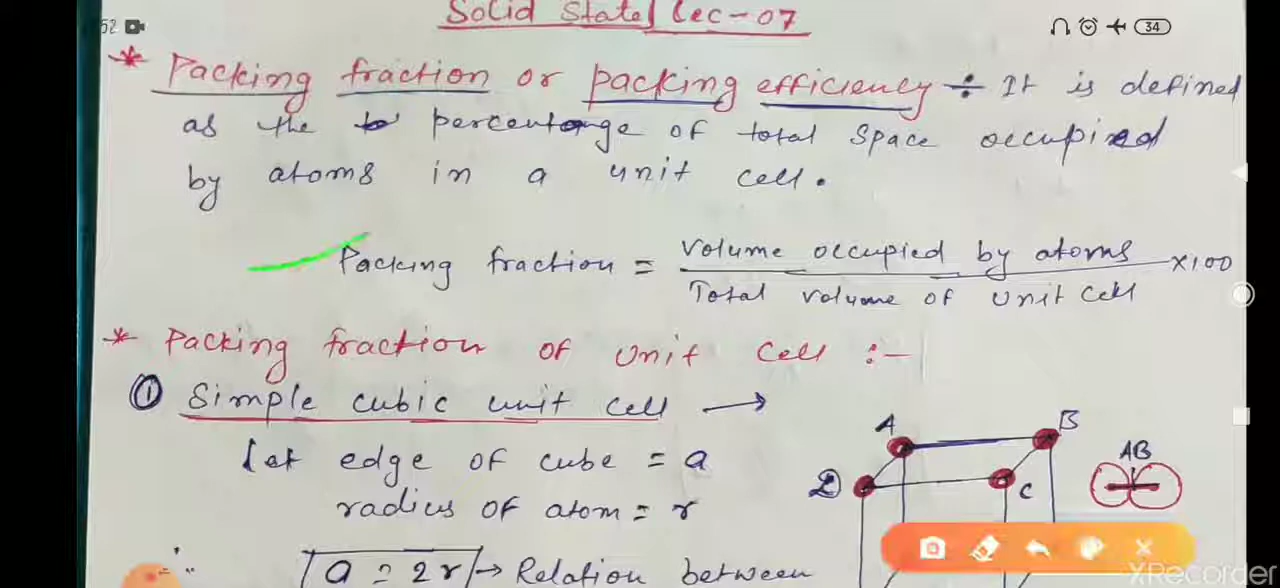 52
34
Solid State| Lec-07
* Packing fraction or packing efficiency ÷ It is defined
as the percentage of total space occupied
by atoms in a unit cell.
Packing fraction = Volume occupied by atoms ×100
Total volume of unit cell
* Packing fraction of unit cell :-
① Simple cubic unit cell →
Let edge of cube = a
radius of atom = r
∴ a = 2r → Relation between
A
B
D
C
AB
XRecorder